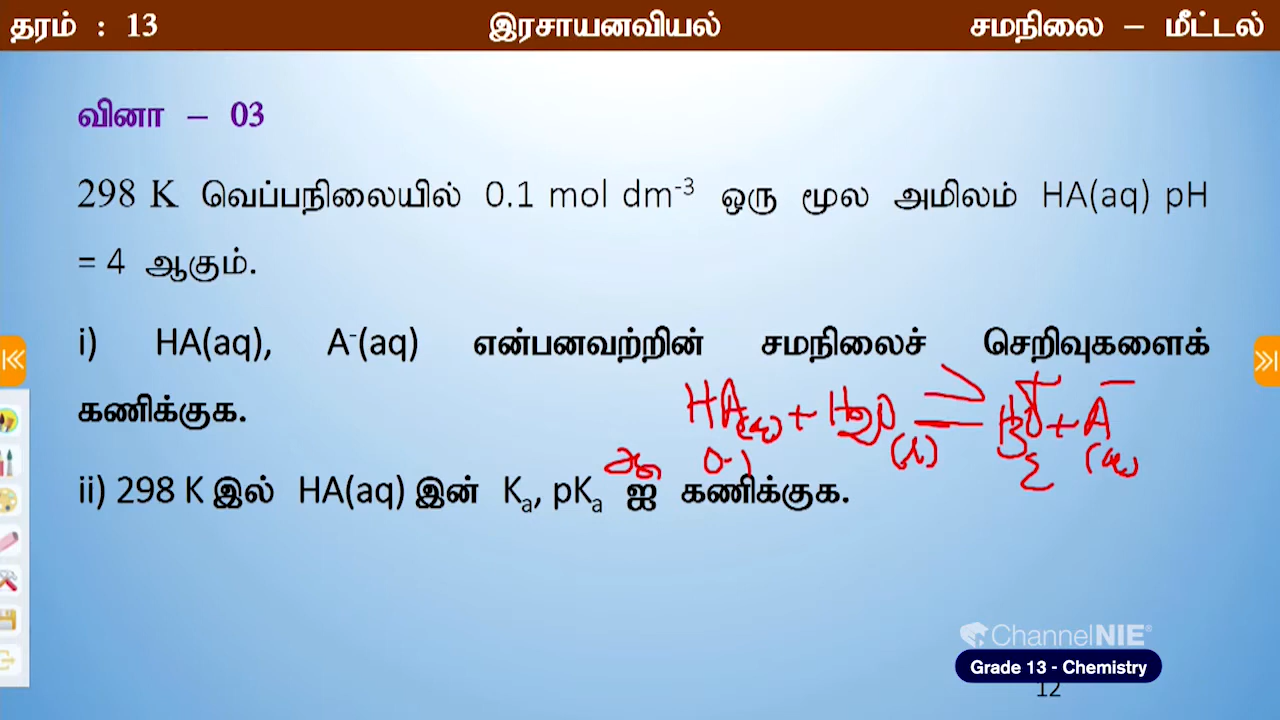 தரம் : 13 இரசாயனவியல் சமநிலை – மீட்டல்
வினா – 03
298 K வெப்பநிலையில் 0.1 mol dm⁻³ ஒரு மூல அமிலம் HA(aq) pH
= 4 ஆகும்.
i) HA(aq), A⁻(aq) என்பனவற்றின் சமநிலைச் செறிவுகளைக்
கணிக்குக.
HA(aq) + H₂O(l) ⇌ H₃O⁺ + A⁻(aq)
0.1
ii) 298 K இல் HA(aq) இன் Kₐ, pKₐ ஐ கணிக்குக.
ChannelNIE
Grade 13 - Chemistry
12